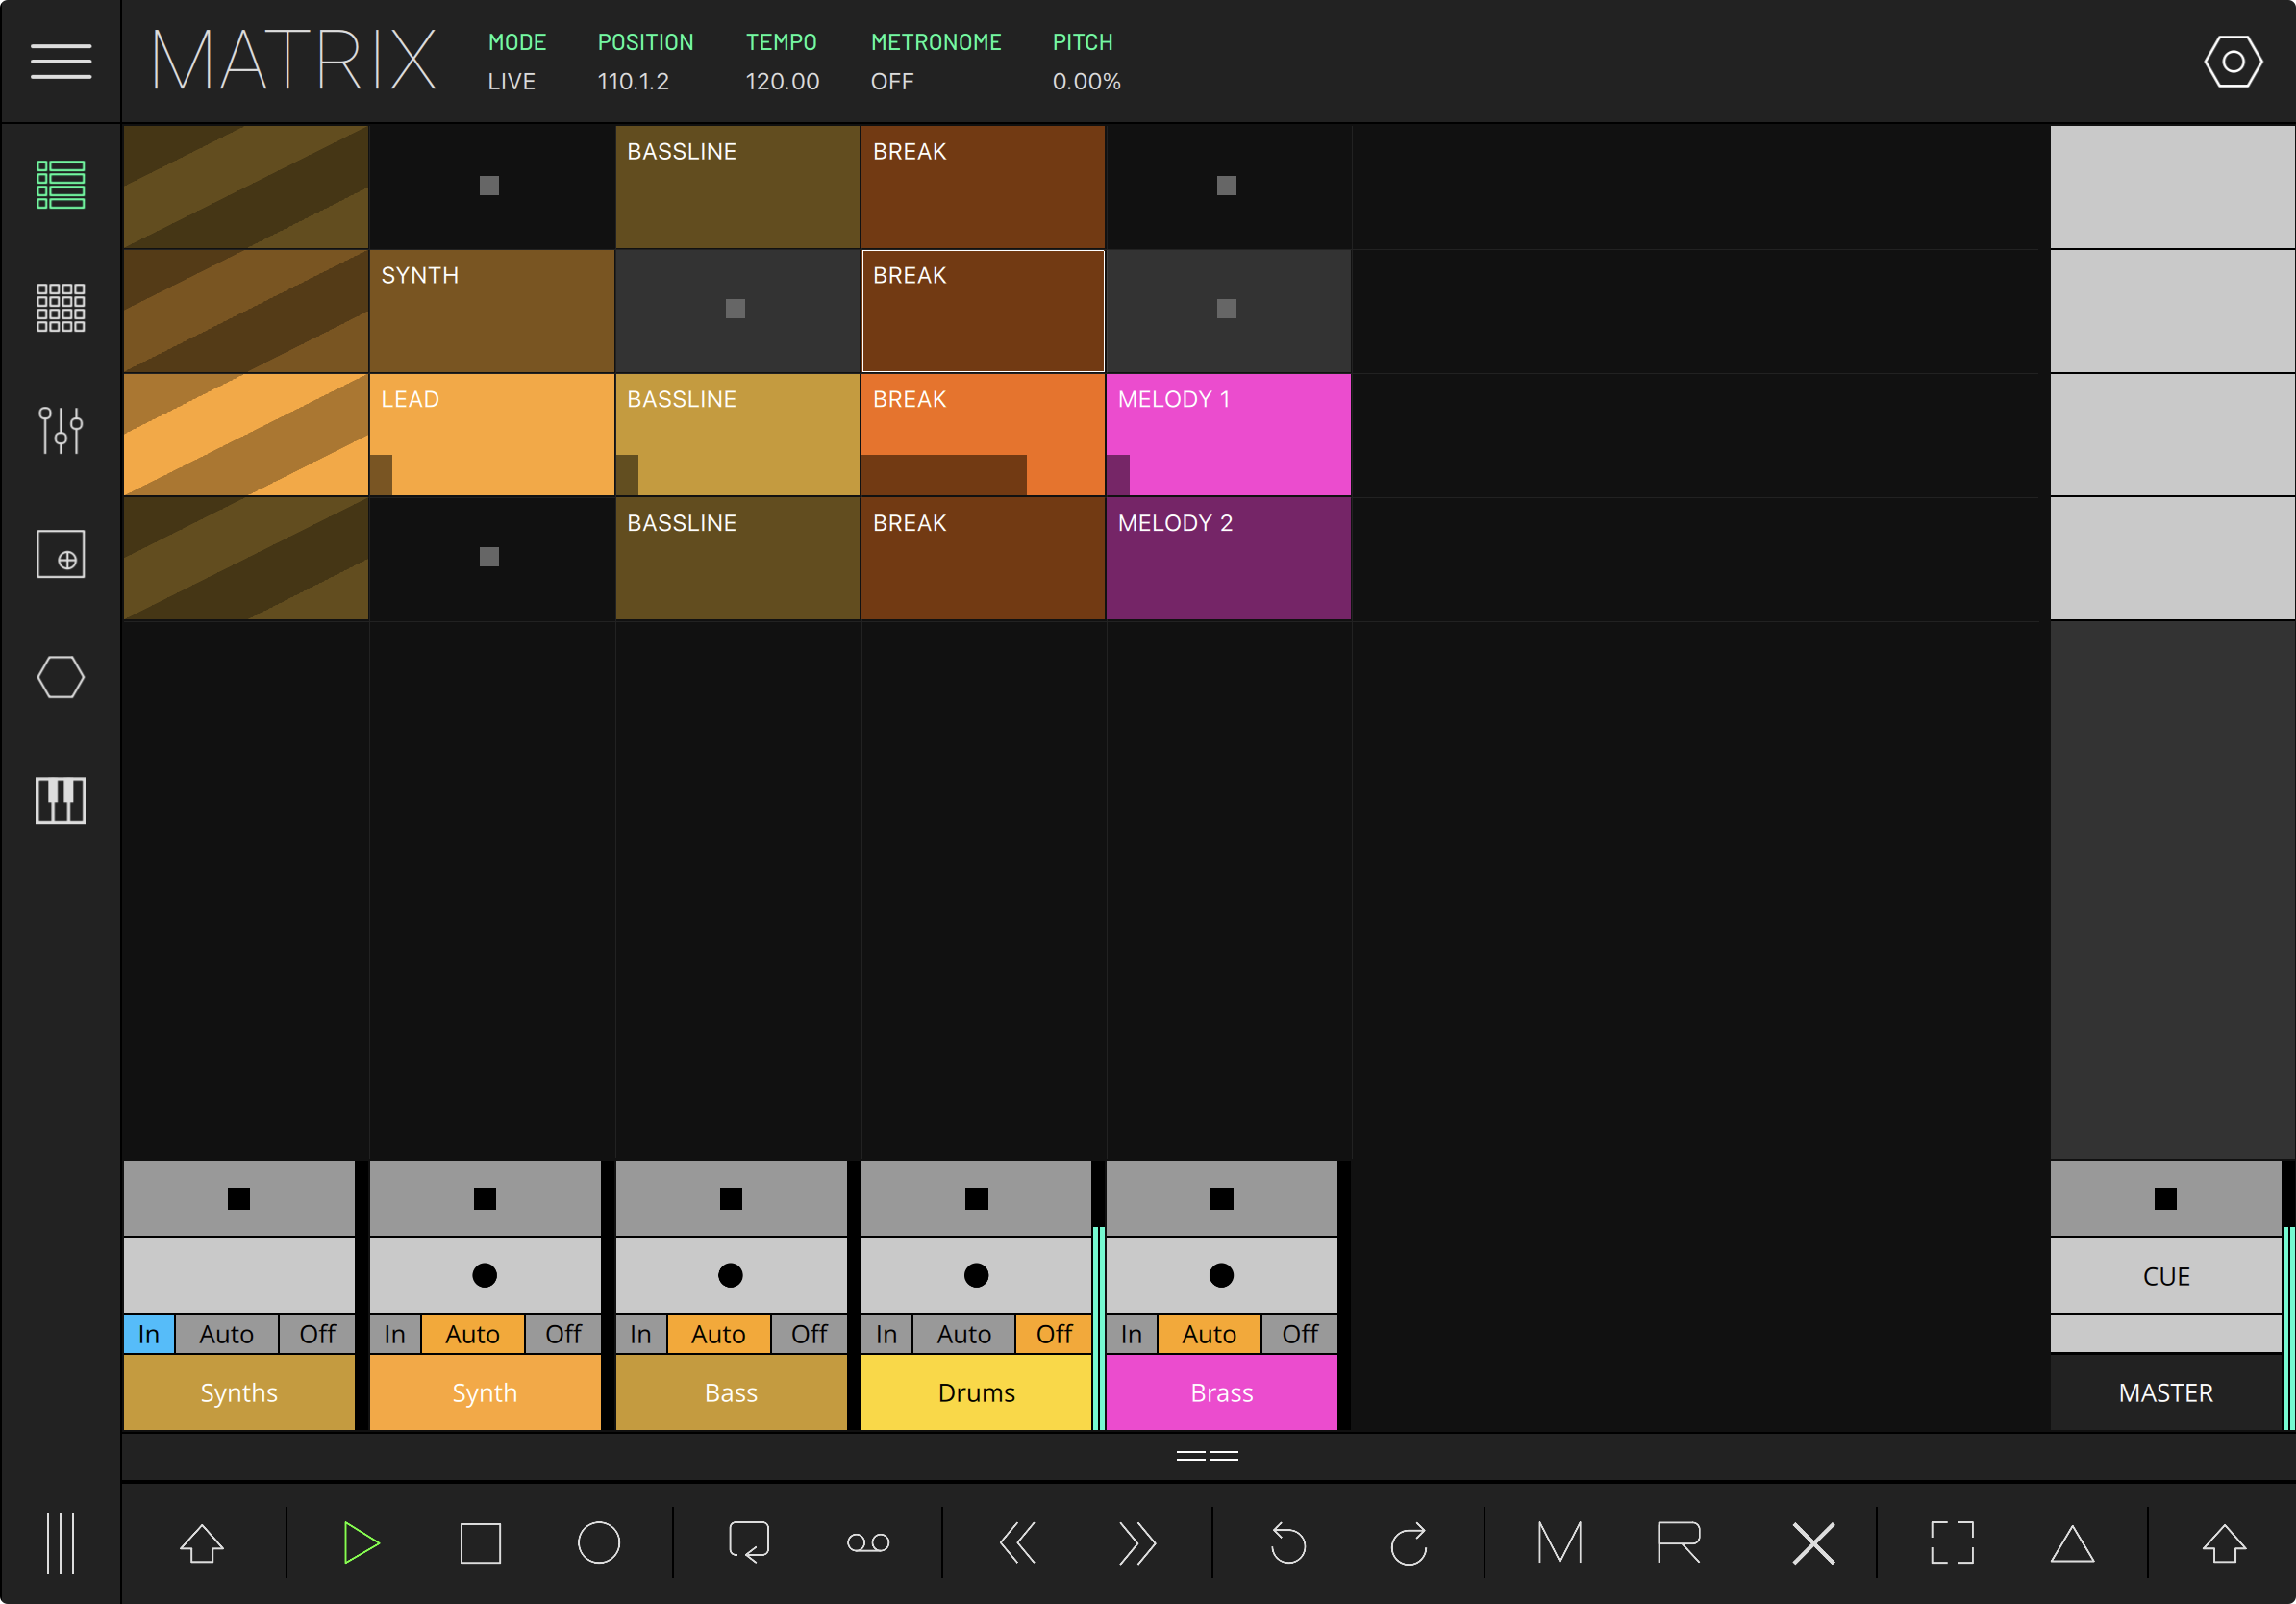 MATRIX
MODE POSITION TEMPO METRONOME PITCH
LIVE 110.1.2 120.00 OFF 0.00%
BASSLINE BREAK
SYNTH BREAK
LEAD BASSLINE BREAK MELODY 1
BASSLINE BREAK MELODY 2
CUE
In Auto Off In Auto Off In Auto Off In Auto Off In Auto Off
Synths Synth Bass Drums Brass MASTER
M R